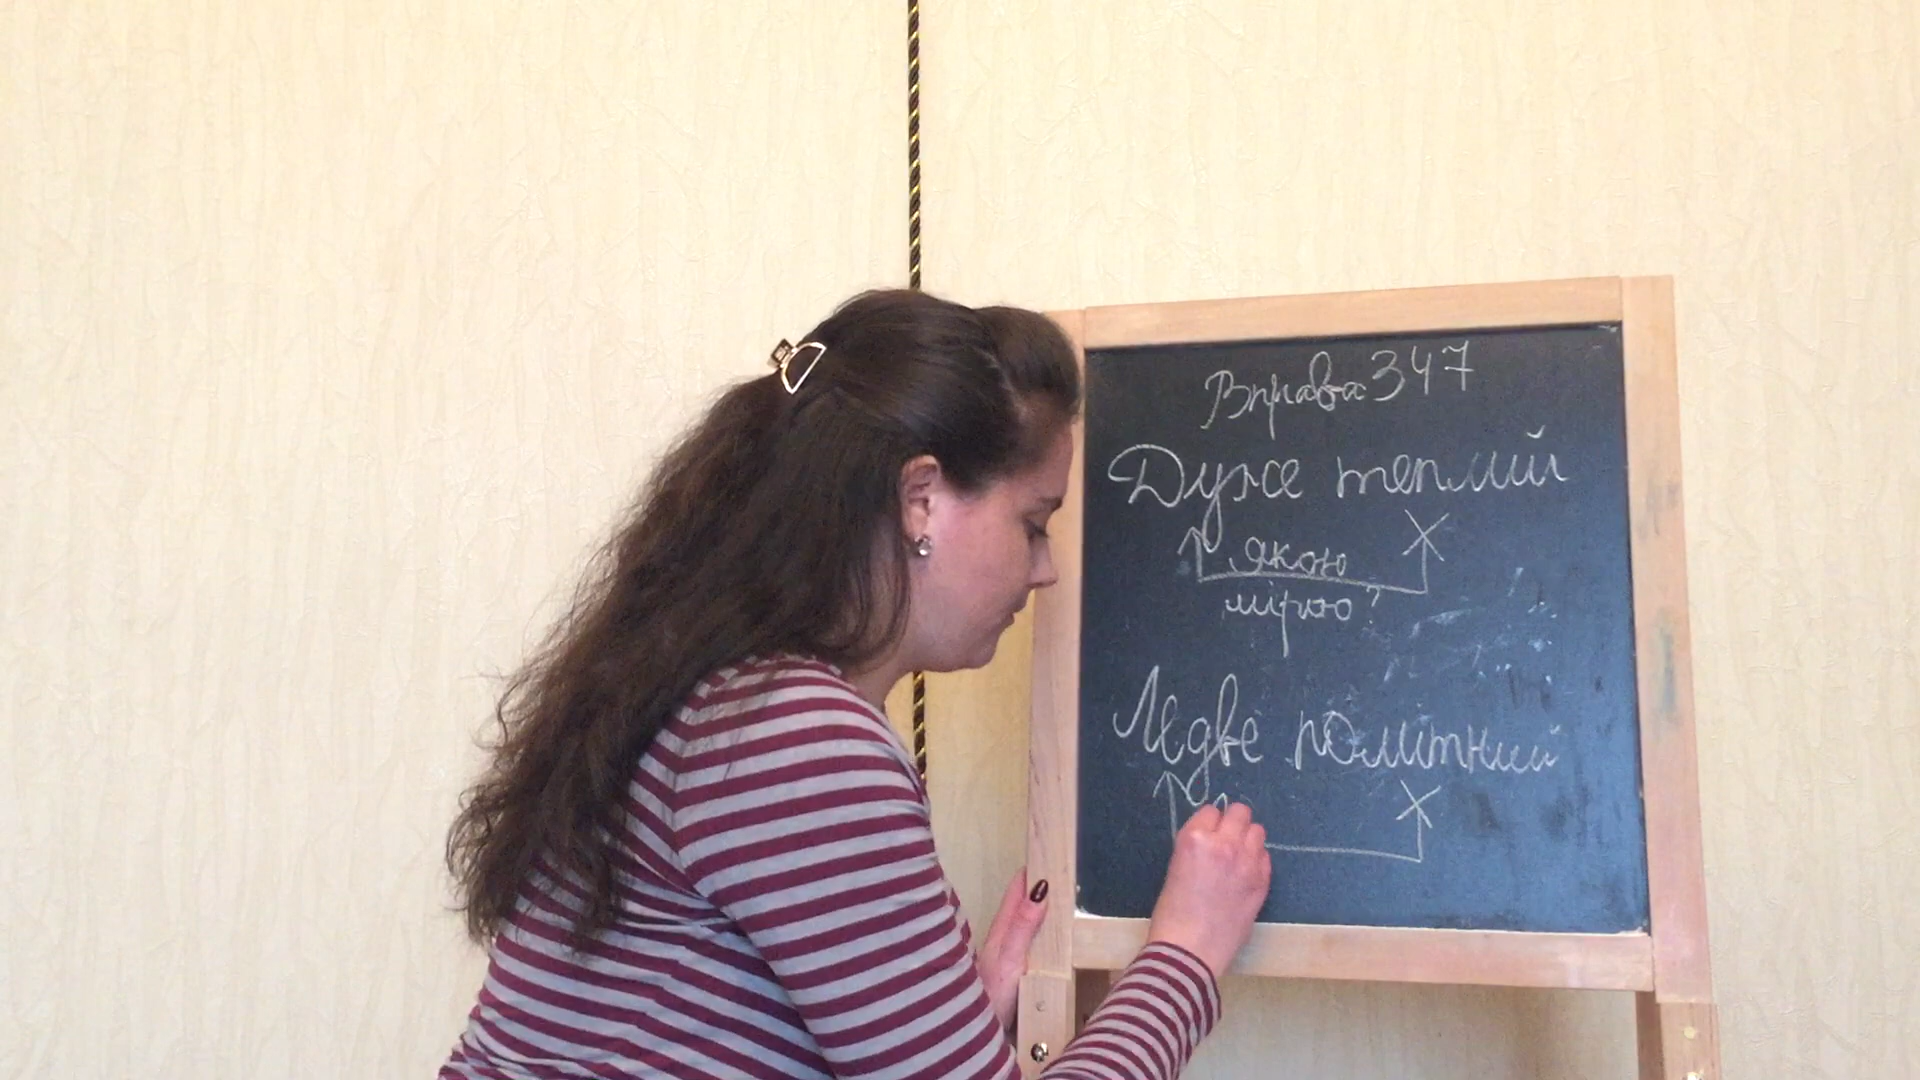 Вправа 347
Дуже теплий
якою
мірою?
Ледве помітний